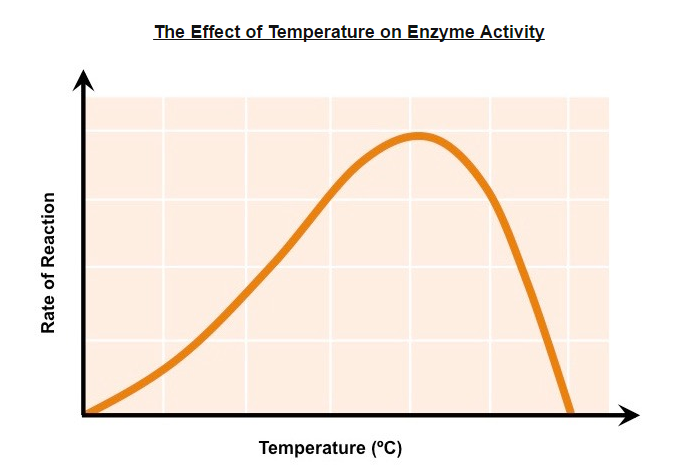 The Effect of Temperature on Enzyme Activity
Rate of Reaction
Temperature (ºC)